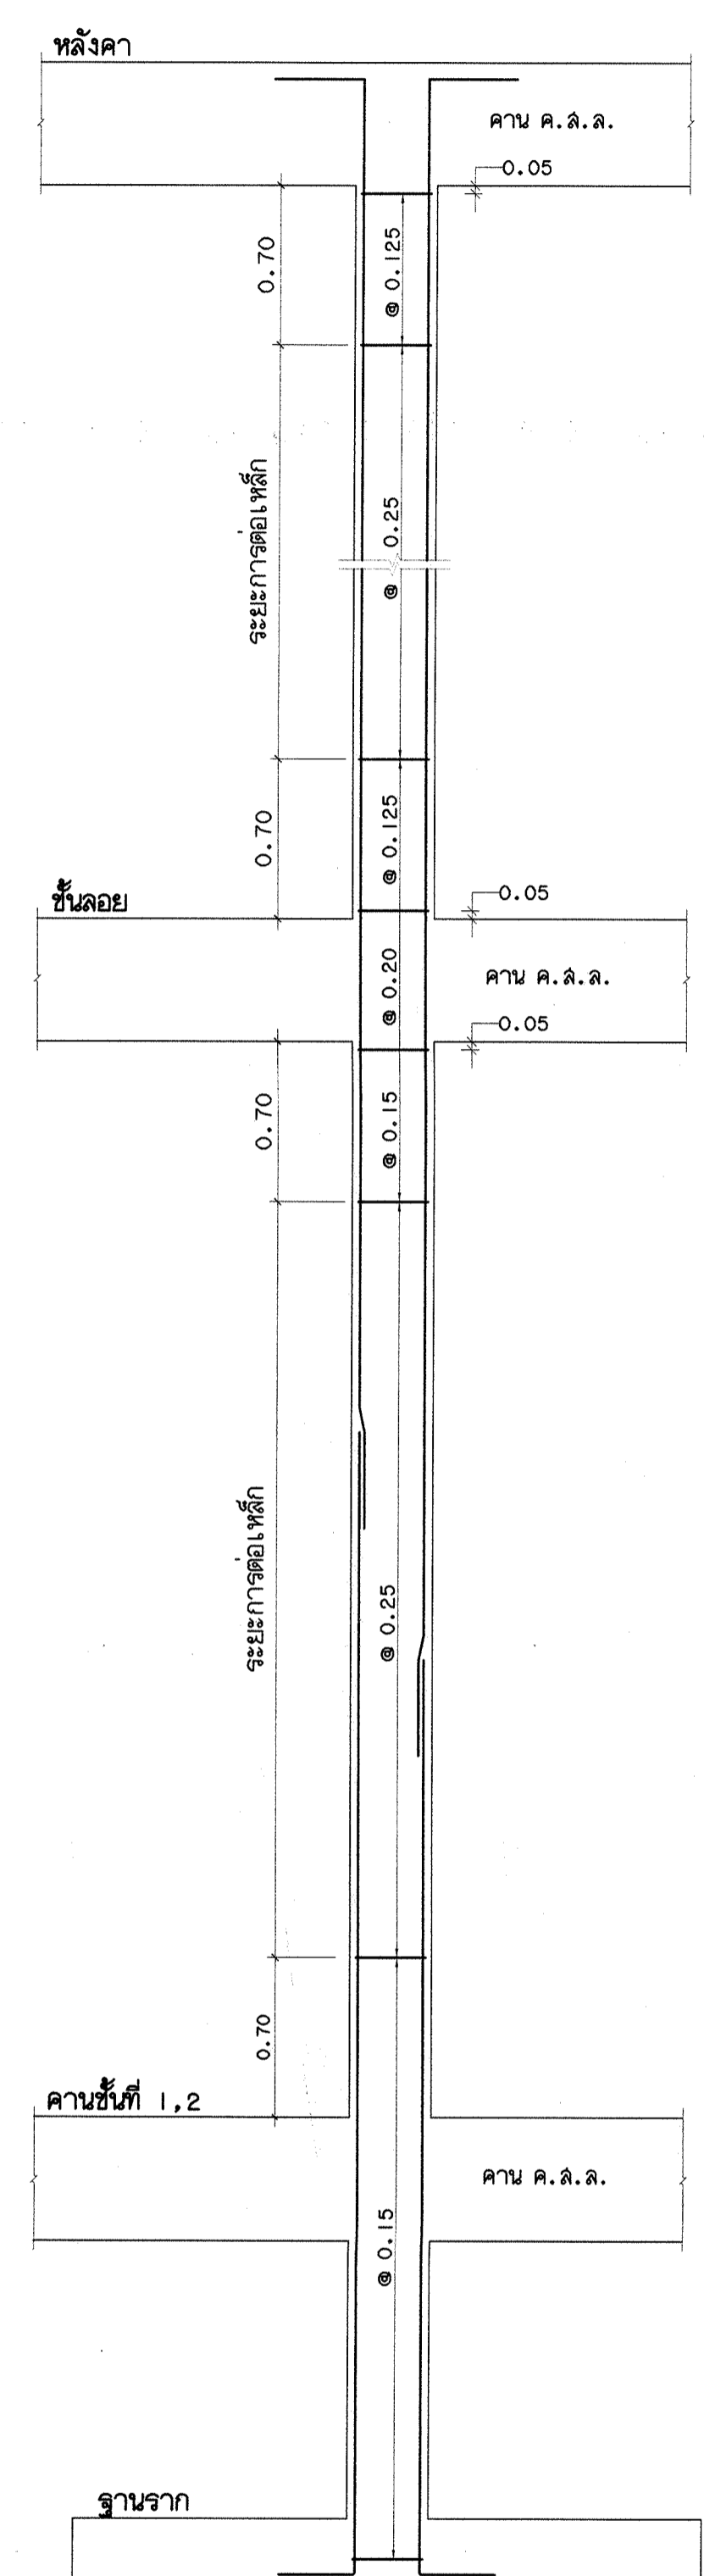 หลังคา
คาน ค.ส.ล.
0.05
0.70
@ 0.125
ระยะการต่อเหล็ก
@ 0.25
0.70
@ 0.125
ชั้นลอย
0.05
@ 0.20
คาน ค.ส.ล.
0.05
0.70
@ 0.15
ระยะการต่อเหล็ก
@ 0.25
0.70
คานชั้นที่ 1,2
คาน ค.ส.ล.
@ 0.15
ฐานราก